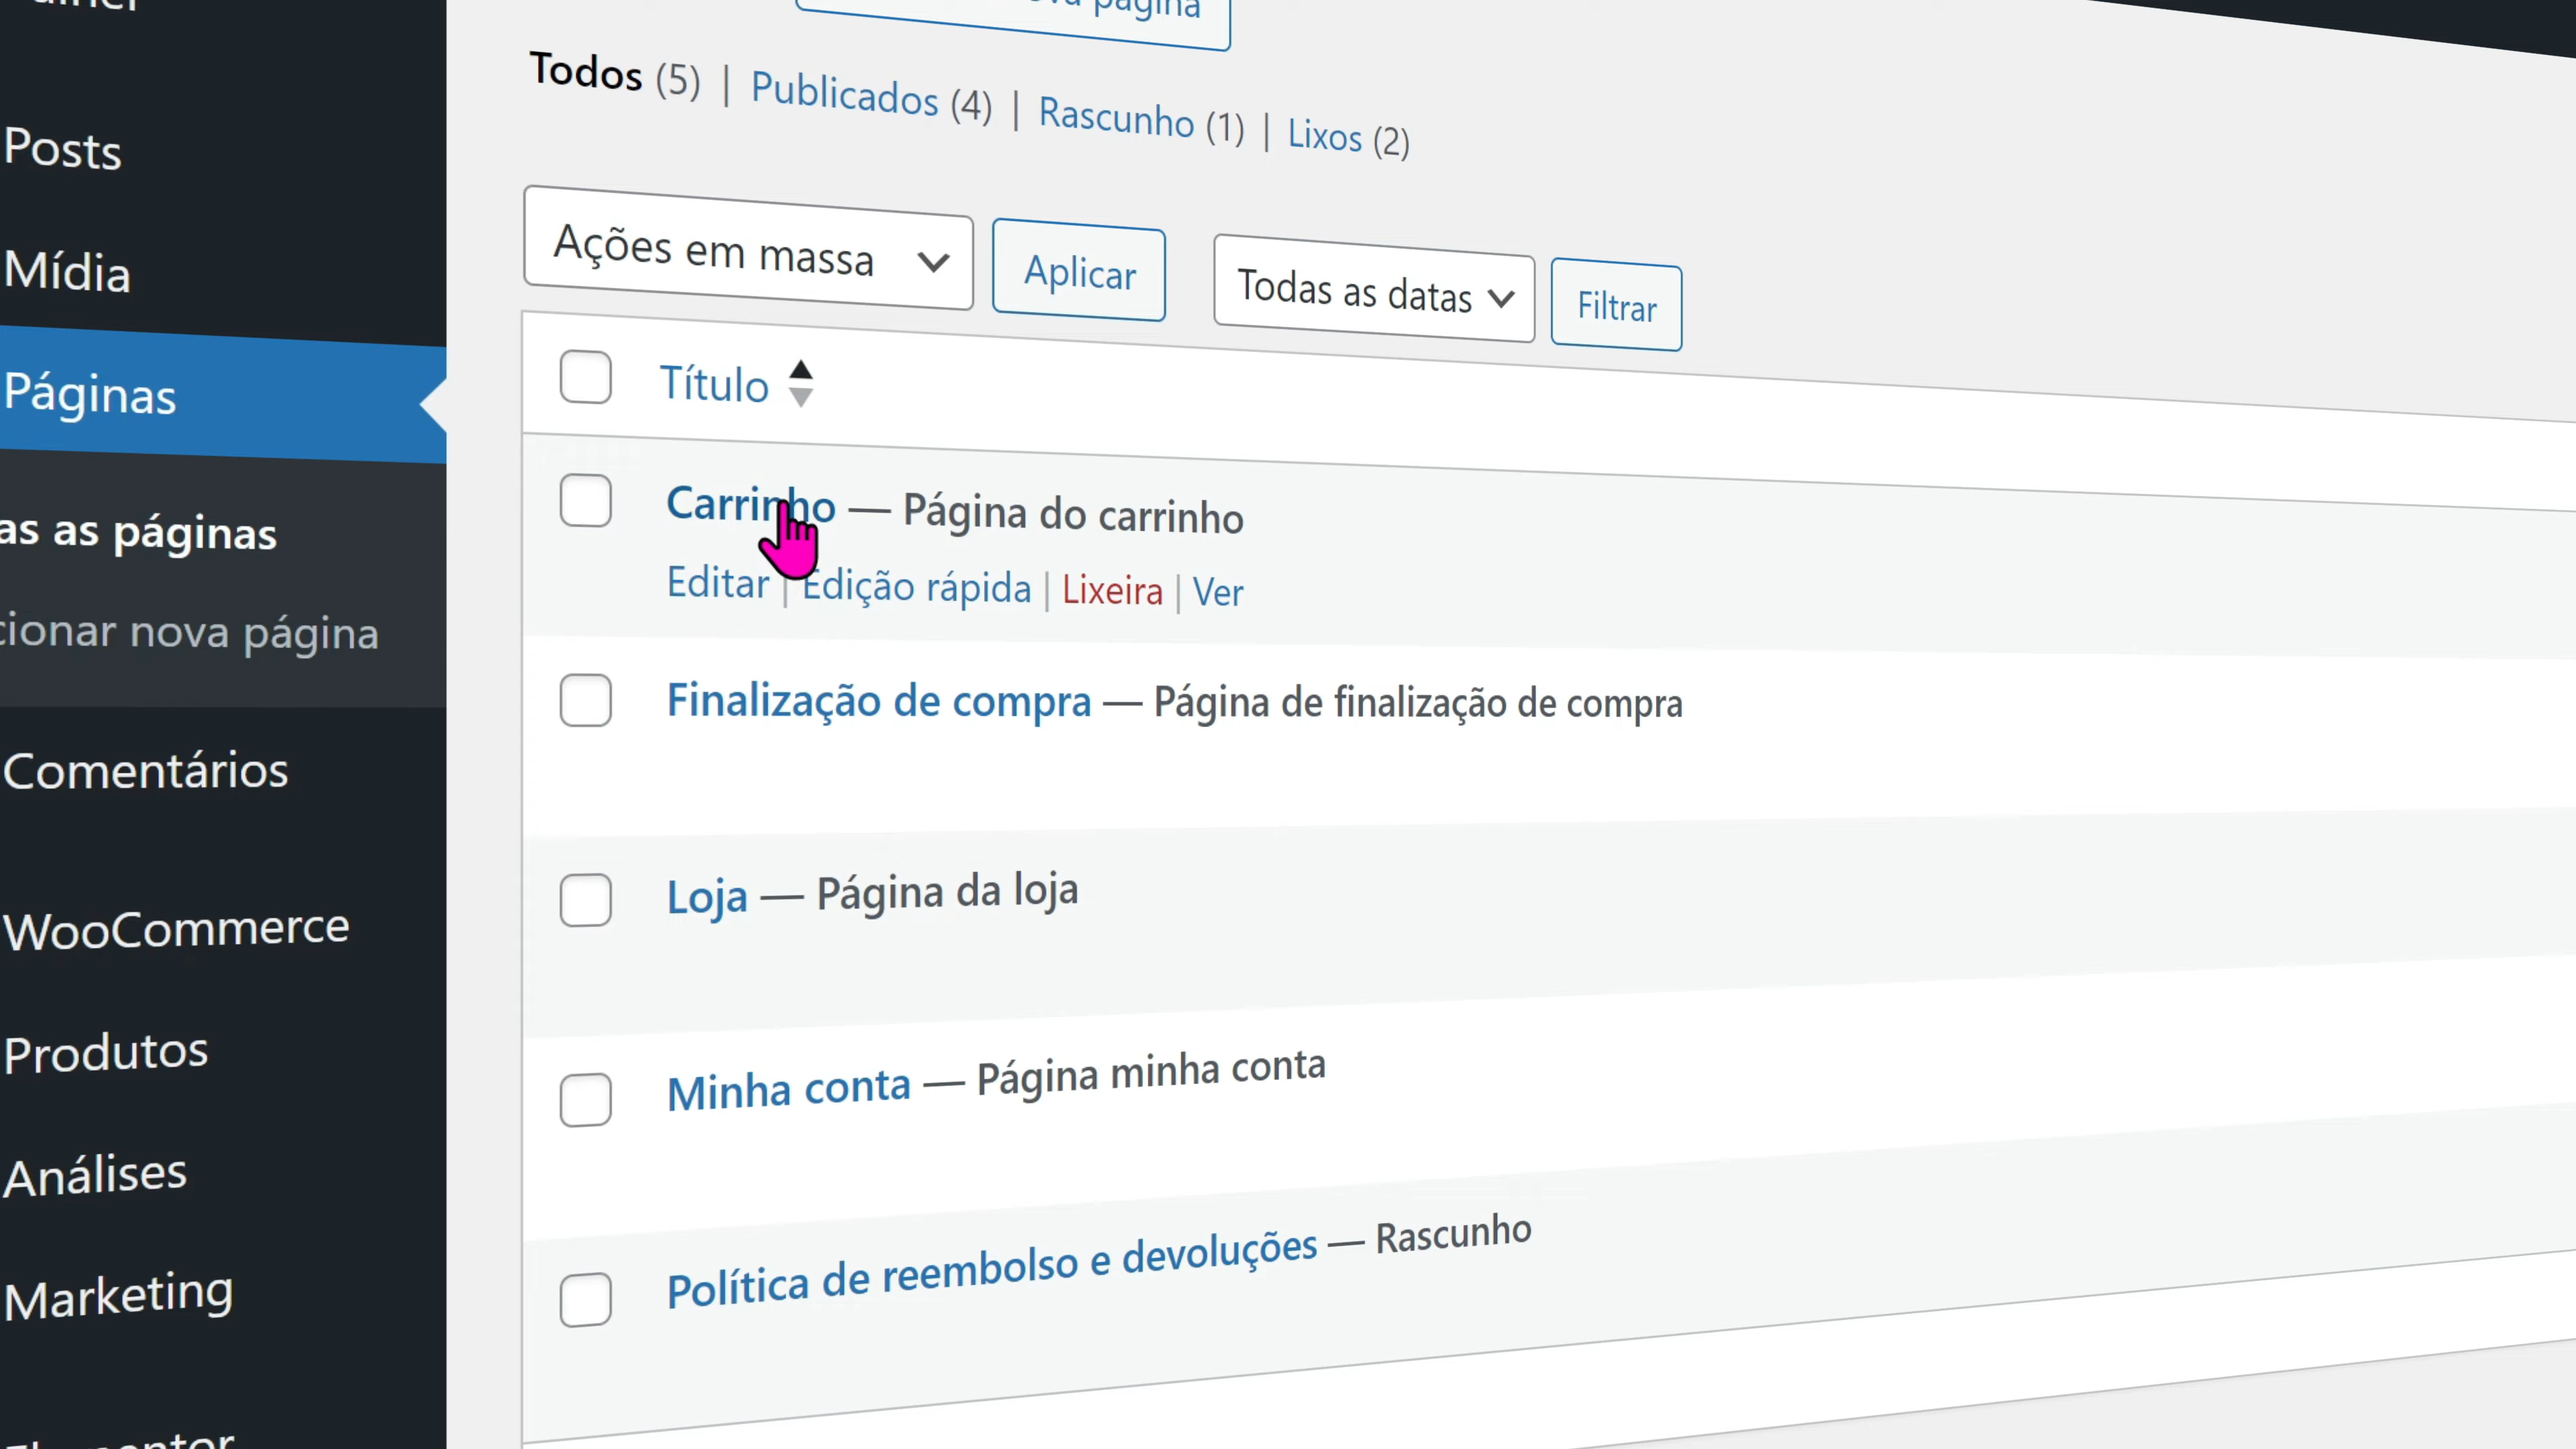 Posts
Mídia
Páginas
as páginas
nova página
Comentários
WooCommerce
Produtos
Análises
Marketing
página
Todos (5) | Publicados (4) | Rascunho (1) | Lixos (2)
Ações em massa Aplicar Todas as datas Filtrar
Título
Carrinho — Página do carrinho
Editar | Edição rápida | Lixeira | Ver
Finalização de compra — Página de finalização de compra
Loja — Página da loja
Minha conta — Página minha conta
Política de reembolso e devoluções — Rascunho